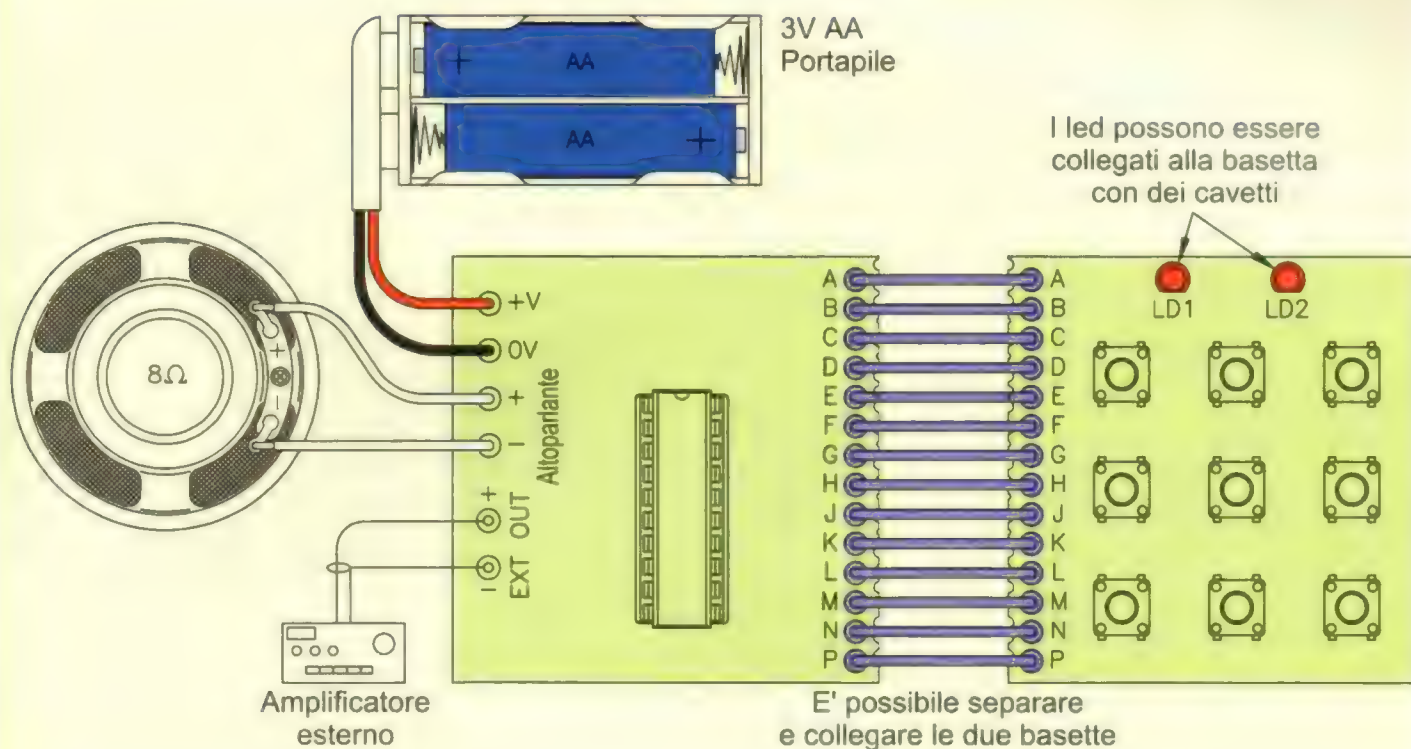 3V AA
Portapile
+ AA
AA +
I led possono essere
collegati alla basetta
con dei cavetti
8Ω
+
-
+V
0V
+
-
Altoparlante
+
OUT
EXT
-
Amplificatore
esterno
A
B
C
D
E
F
G
H
J
K
L
M
N
P
A
B
C
D
E
F
G
H
J
K
L
M
N
P
LD1
LD2
E' possibile separare
e collegare le due basette